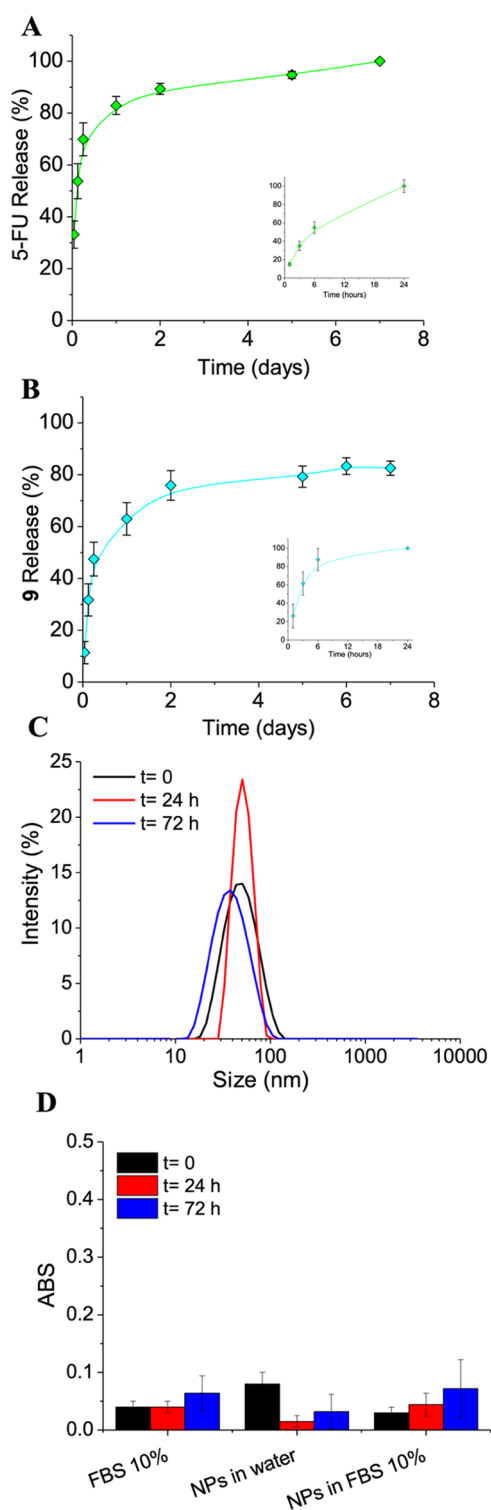 A
5-FU Release (%)
100
80
60
40
20
0
0 2 4 6 8
Time (days)
100
80
60
40
20
0
0 6 12 18 24
Time (hours)
B
9 Release (%)
100
80
60
40
20
0
0 2 4 6 8
Time (days)
100
80
60
40
20
0
0 6 12 18 24
Time (hours)
C
Intensity (%)
25
20
15
10
5
0
t= 0
t= 24 h
t= 72 h
1 10 100 1000 10000
Size (nm)
D
ABS
0.5
0.4
0.3
0.2
0.1
0.0
t= 0
t= 24 h
t= 72 h
FBS 10%
NPs in water
NPs in FBS 10%